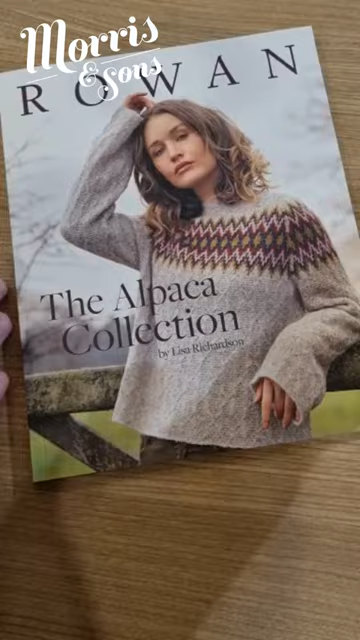 Morris
& Sons
ROWAN
The Alpaca
Collection
by Lisa Richardson